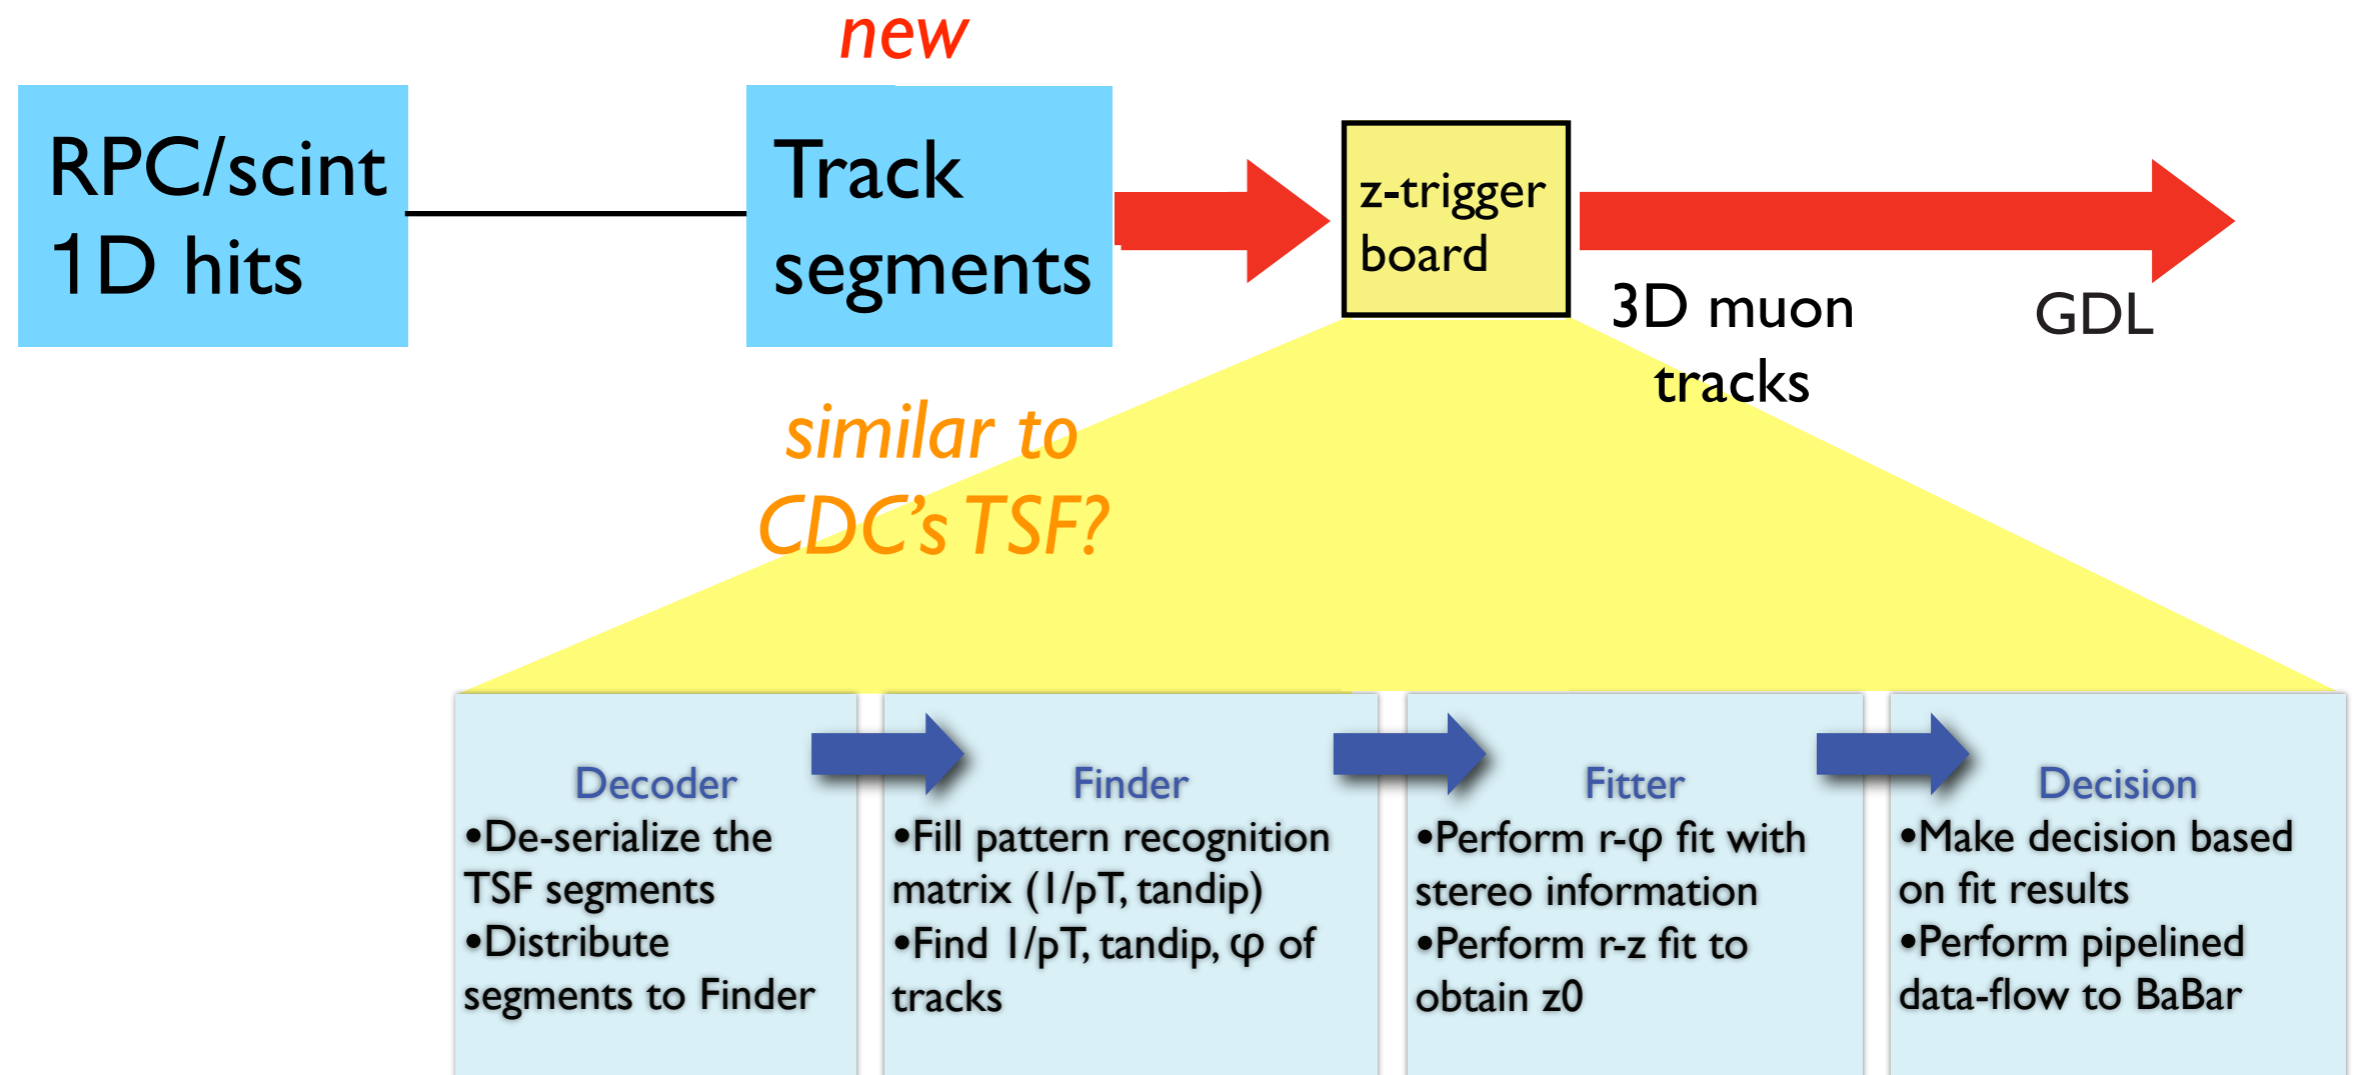 new
RPC/scint
1D hits
Track
segments
z-trigger
board
3D muon
tracks
GDL
similar to
CDC's TSF?
Decoder
•De-serialize the
TSF segments
•Distribute
segments to Finder
Finder
•Fill pattern recognition
matrix (1/pT, tandip)
•Find 1/pT, tandip, φ of
tracks
Fitter
•Perform r-φ fit with
stereo information
•Perform r-z fit to
obtain z0
Decision
•Make decision based
on fit results
•Perform pipelined
data-flow to BaBar